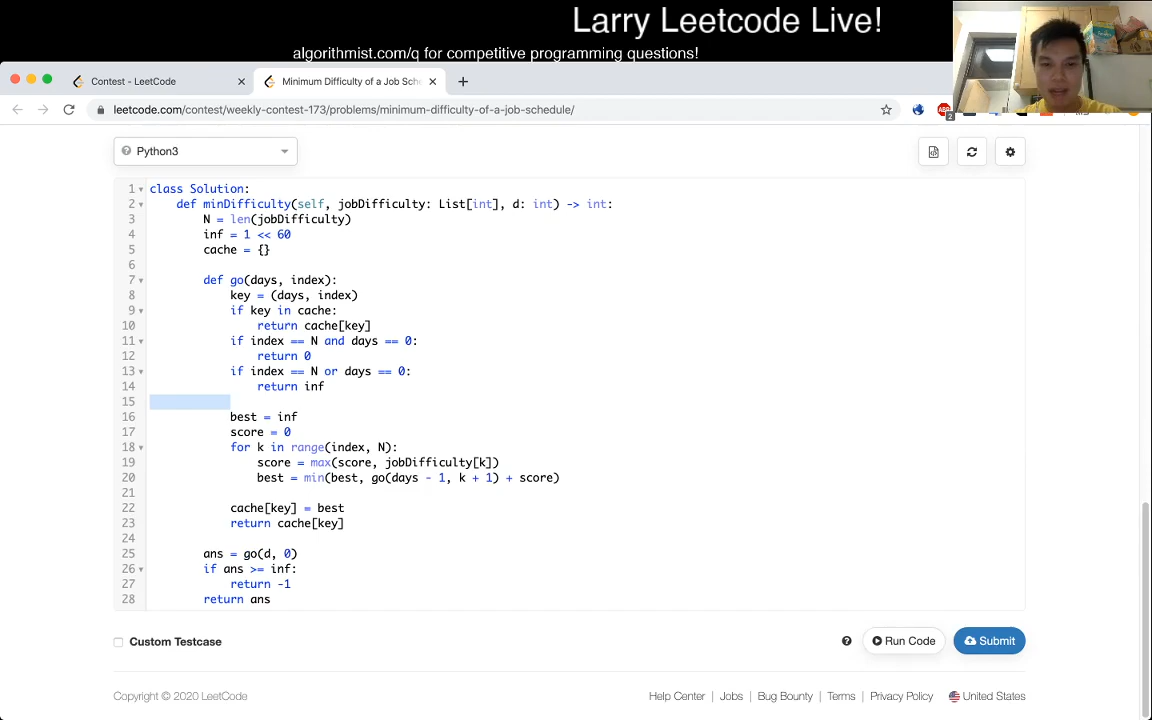 Larry Leetcode Live!
algorithmist.com/q for competitive programming questions!
Contest - LeetCode
Minimum Difficulty of a Job Sch
leetcode.com/contest/weekly-contest-173/problems/minimum-difficulty-of-a-job-schedule/
Python3
1 class Solution:
2 def minDifficulty(self, jobDifficulty: List[int], d: int) -> int:
3 N = len(jobDifficulty)
4 inf = 1 << 60
5 cache = {}
6
7 def go(days, index):
8 key = (days, index)
9 if key in cache:
10 return cache[key]
11 if index == N and days == 0:
12 return 0
13 if index == N or days == 0:
14 return inf
15
16 best = inf
17 score = 0
18 for k in range(index, N):
19 score = max(score, jobDifficulty[k])
20 best = min(best, go(days - 1, k + 1) + score)
21
22 cache[key] = best
23 return cache[key]
24
25 ans = go(d, 0)
26 if ans >= inf:
27 return -1
28 return ans
Custom Testcase
Run Code
Submit
Copyright © 2020 LeetCode
Help Center | Jobs | Bug Bounty | Terms | Privacy Policy
United States